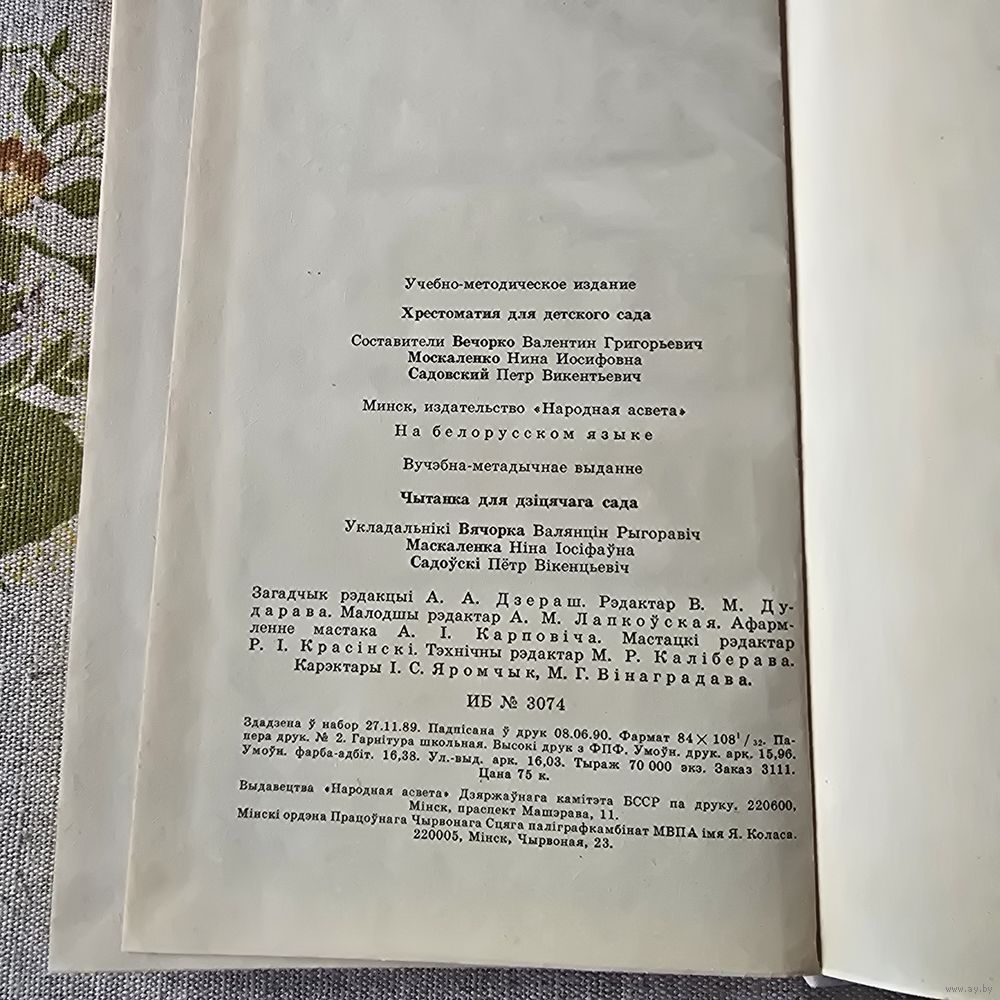 Учебно-методическое издание
Хрестоматия для детского сада
Составители Вечорко Валентин Григорьевич
Москаленко Нина Иосифовна
Садовский Петр Викентьевич
Минск, издательство «Народная асвета»
На белорусском языке
Вучэбна-метадычнае выданне
Чытанка для дзіцячага сада
Укладальнікі Вячорка Валянцін Рыгоравіч
Маскаленка Ніна Іосіфаўна
Садоўскі Пётр Вікенцьевіч
Загадчык рэдакцыі А. А. Дзераш. Рэдактар В. М. Ду-
дарава. Малодшы рэдактар А. М. Лапкоўская. Афарм-
ленне мастака А. І. Карповіча. Мастацкі рэдактар
Р. І. Красінскі. Тэхнічны рэдактар М. Р. Каліберава.
Карэктары І. С. Яромчык, М. Г. Вінаградава.
ИБ № 3074
Здадзена ў набор 27.11.89. Падпісана ў друк 08.06.90. Фармат 84 × 108¹/₃₂. Па-
пера друк. № 2. Гарнітура школьная. Высокі друк з ФПФ. Умоўн. друк. арк. 15,96.
Умоўн. фарба-адбіт. 16,38. Ул.-выд. арк. 16,03. Тыраж 70 000 экз. Заказ 3111.
Цана 75 к.
Выдавецтва «Народная асвета» Дзяржаўнага камітэта БССР па друку. 220600,
Мінск, праспект Машэрава, 11.
Мінскі ордэна Працоўнага Чырвонага Сцяга паліграфкамбінат МВПА імя Я. Коласа.
220005, Мінск, Чырвоная, 23.
www.ay.by